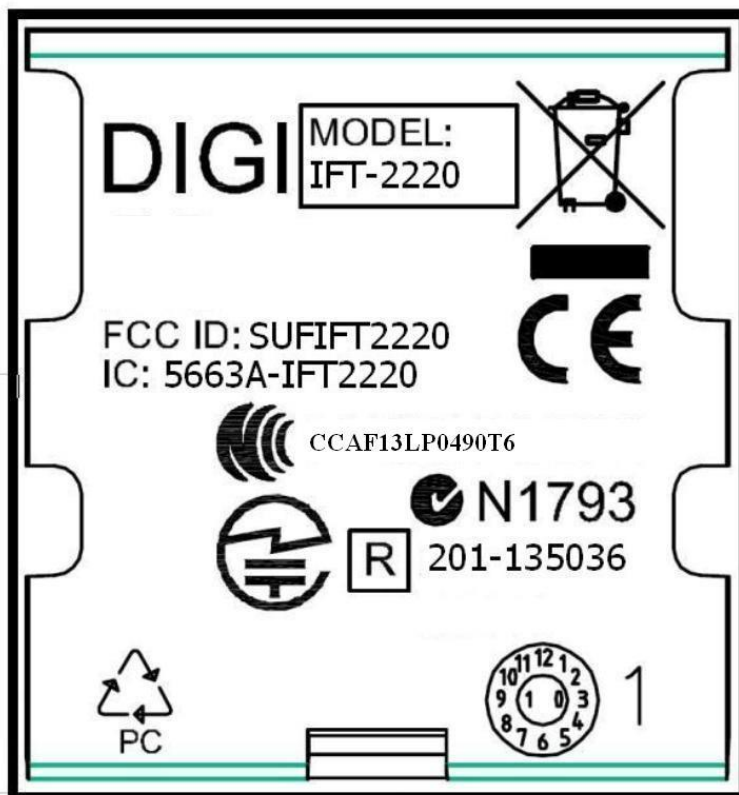 DIGI
MODEL:
IFT-2220
FCC ID: SUFIFT2220
IC: 5663A-IFT2220
CCAF13LP0490T6
N1793
R 201-135036
PC
12 1 2 3 4 5 6 7 8 9 10 11
1 0
1